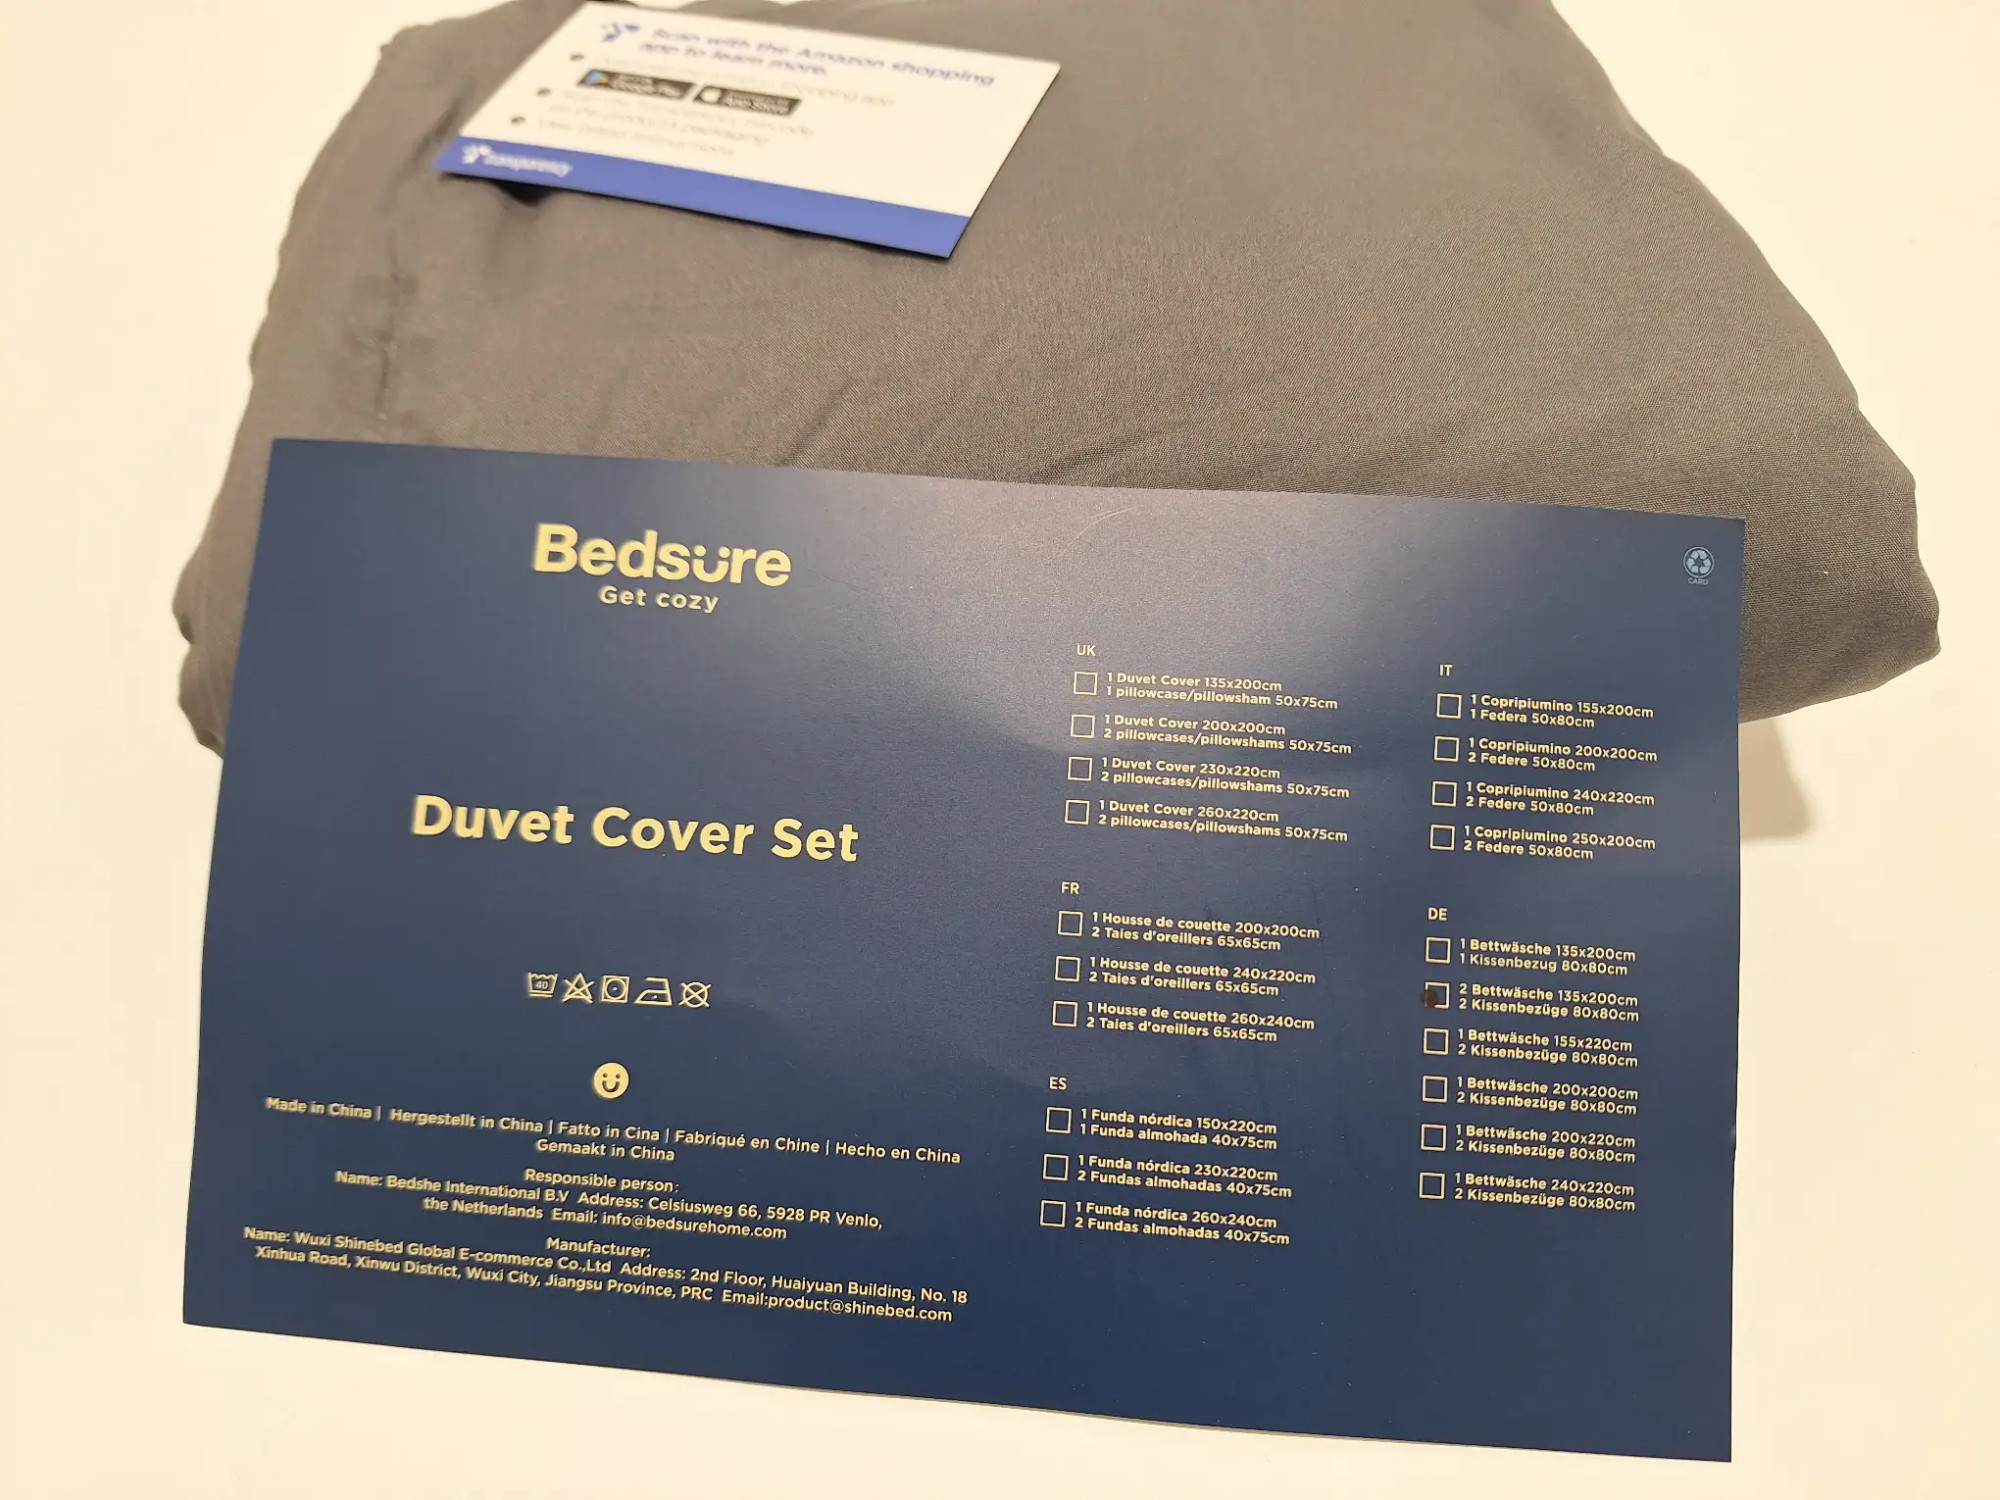 Scan with the Amazon shopping
app to learn more.
Google Play
App Store
transparency
Bedsure
Get cozy
CARD
Duvet Cover Set
40
Made in China | Hergestellt in China | Fatto in Cina | Fabriqué en Chine | Hecho en China
Gemaakt in China
Responsible person:
Name: Bedshe International B.V Address: Celsiusweg 66, 5928 PR Venlo,
the Netherlands Email: info@bedsurehome.com
Manufacturer:
Name: Wuxi Shinebed Global E-commerce Co.,Ltd Address: 2nd Floor, Huaiyuan Building, No. 18
Xinhua Road, Xinwu District, Wuxi City, Jiangsu Province, PRC Email:product@shinebed.com
UK
1 Duvet Cover 135x200cm
1 pillowcase/pillowsham 50x75cm
1 Duvet Cover 200x200cm
2 pillowcases/pillowshams 50x75cm
1 Duvet Cover 230x220cm
2 pillowcases/pillowshams 50x75cm
1 Duvet Cover 260x220cm
2 pillowcases/pillowshams 50x75cm
FR
1 Housse de couette 200x200cm
2 Taies d'oreillers 65x65cm
1 Housse de couette 240x220cm
2 Taies d'oreillers 65x65cm
1 Housse de couette 260x240cm
2 Taies d'oreillers 65x65cm
ES
1 Funda nórdica 150x220cm
1 Funda almohada 40x75cm
1 Funda nórdica 230x220cm
2 Fundas almohadas 40x75cm
1 Funda nórdica 260x240cm
2 Fundas almohadas 40x75cm
IT
1 Copripiumino 155x200cm
1 Federa 50x80cm
1 Copripiumino 200x200cm
2 Federe 50x80cm
1 Copripiumino 240x220cm
2 Federe 50x80cm
1 Copripiumino 250x200cm
2 Federe 50x80cm
DE
1 Bettwäsche 135x200cm
1 Kissenbezug 80x80cm
2 Bettwäsche 135x200cm
2 Kissenbezüge 80x80cm
1 Bettwäsche 155x220cm
2 Kissenbezüge 80x80cm
1 Bettwäsche 200x200cm
2 Kissenbezüge 80x80cm
1 Bettwäsche 200x220cm
2 Kissenbezüge 80x80cm
1 Bettwäsche 240x220cm
2 Kissenbezüge 80x80cm